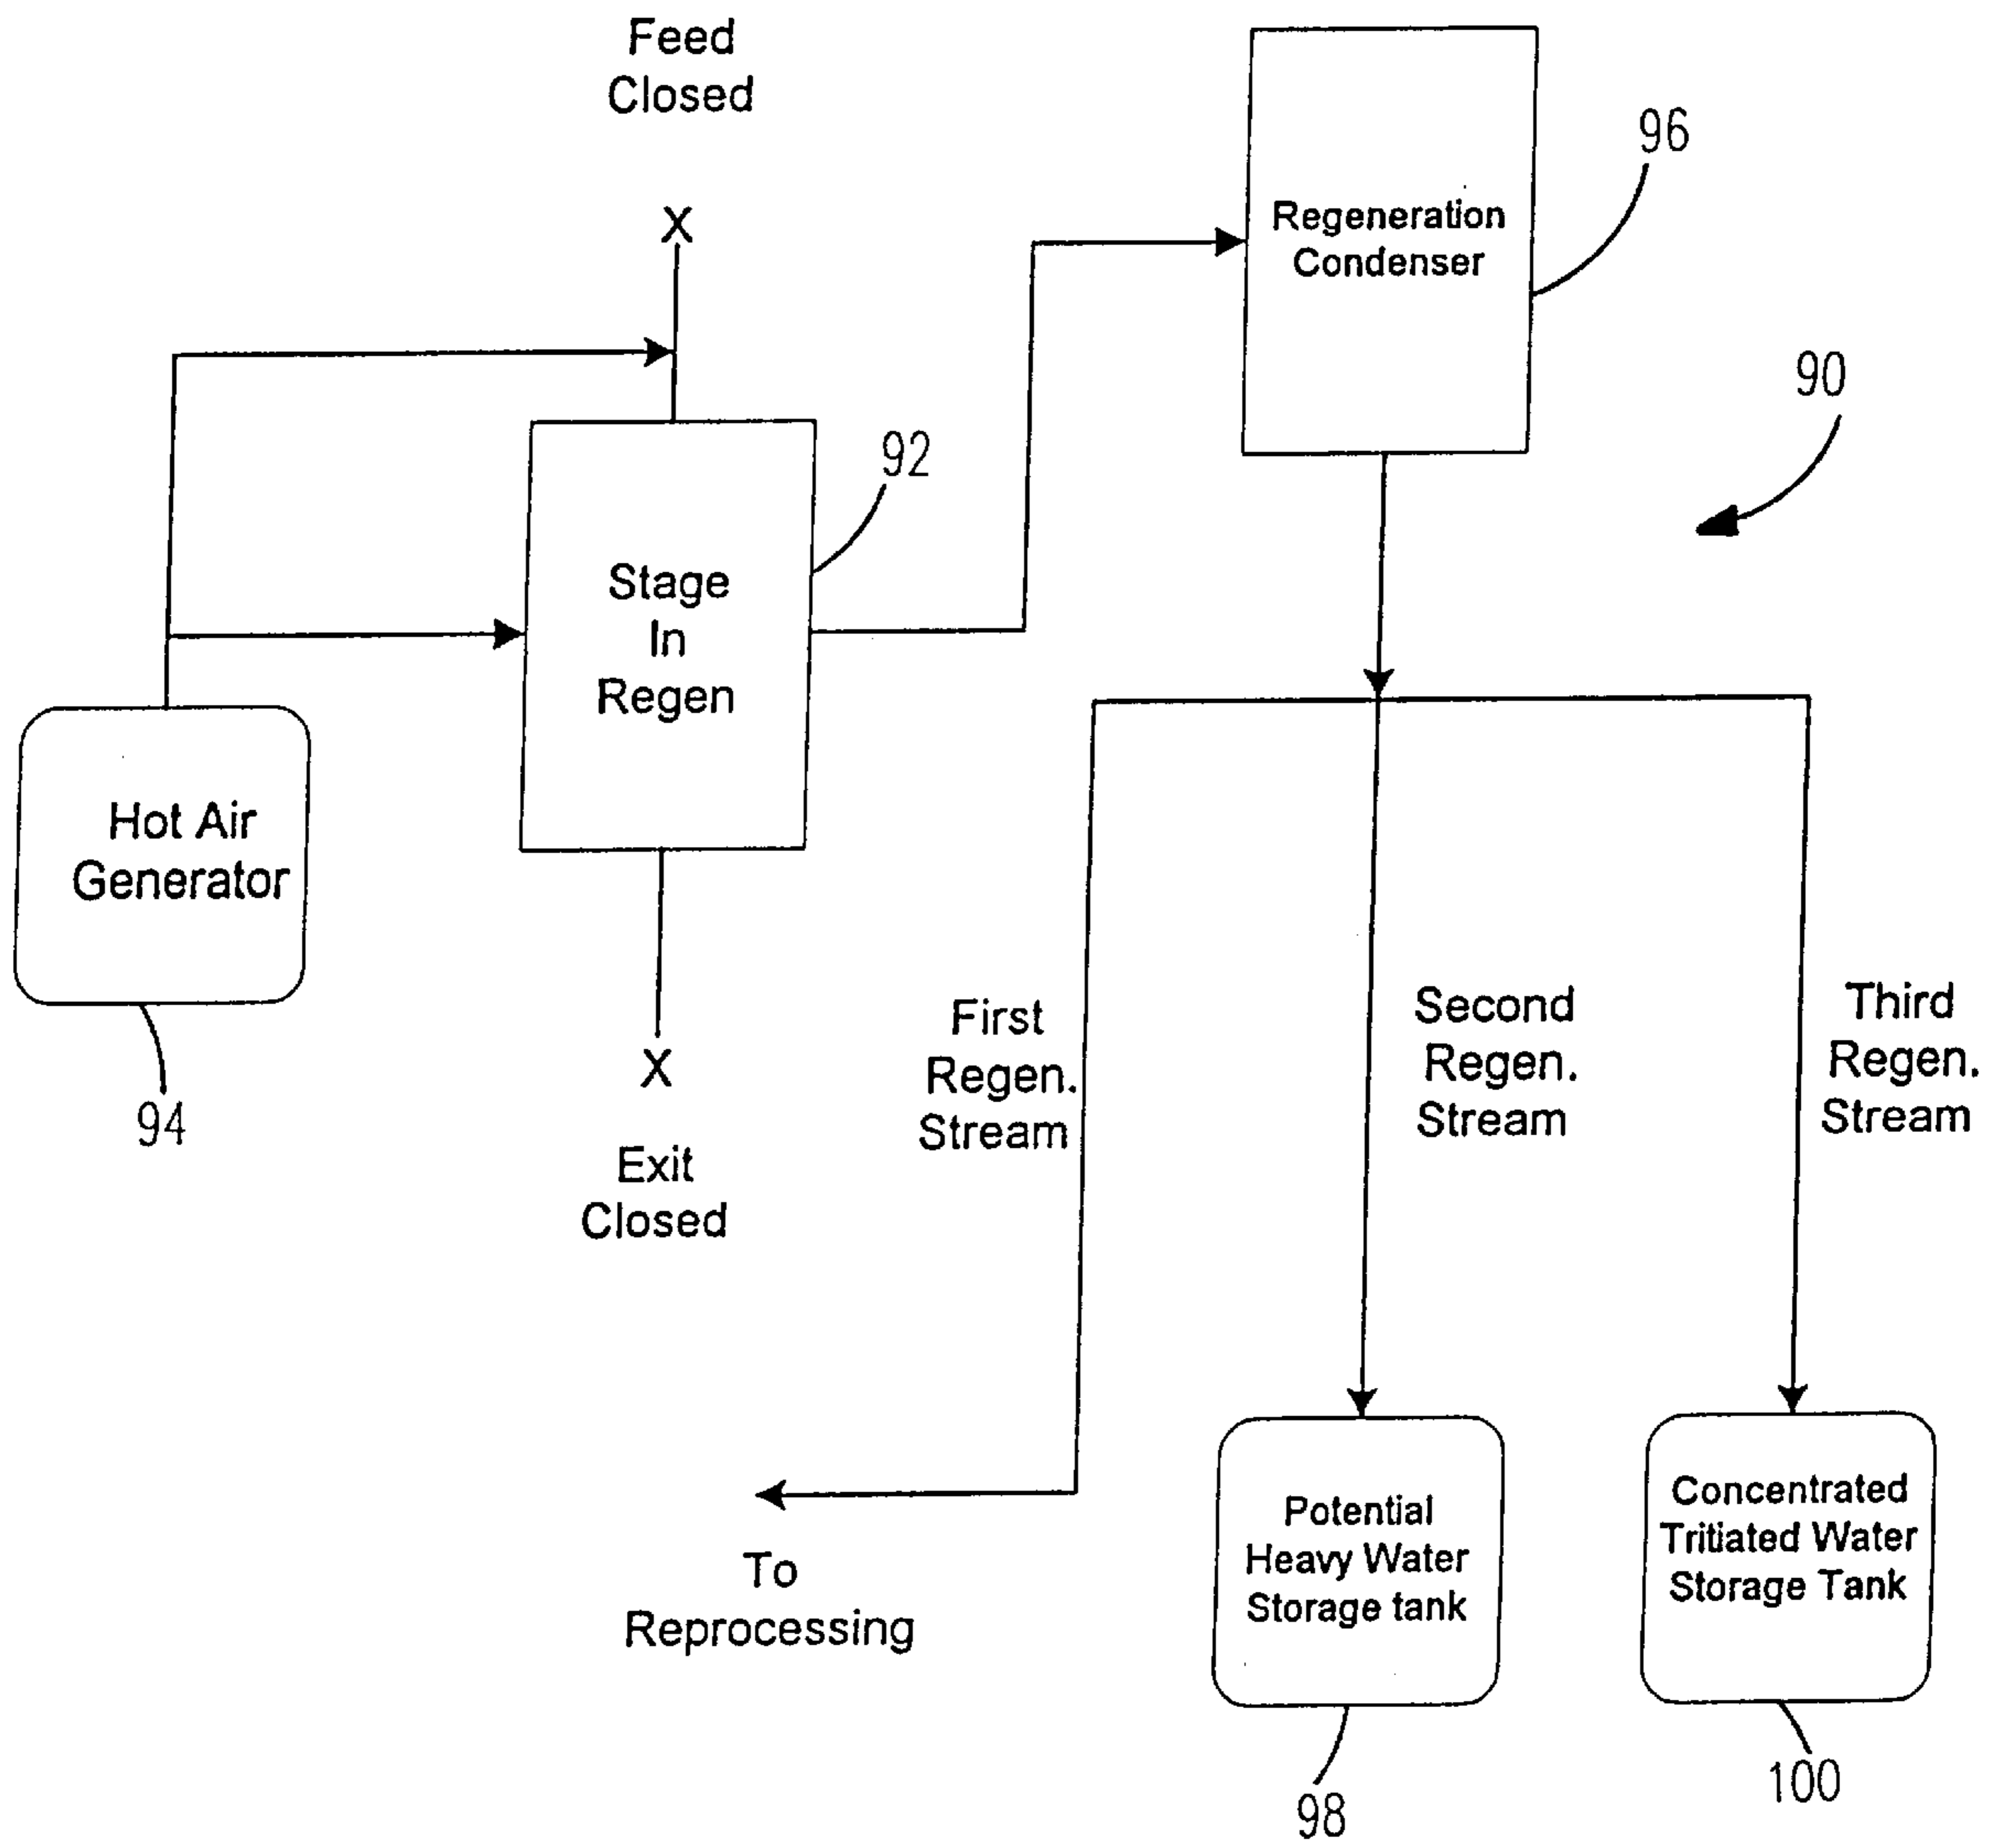 Feed
Closed
X
96
Regeneration
Condenser
90
92
Stage
In
Regen
Hot Air
Generator
94
X
Exit
Closed
First
Regen.
Stream
Second
Regen.
Stream
Third
Regen.
Stream
To
Reprocessing
Potential
Heavy Water
Storage tank
Concentrated
Tritiated Water
Storage Tank
98
100